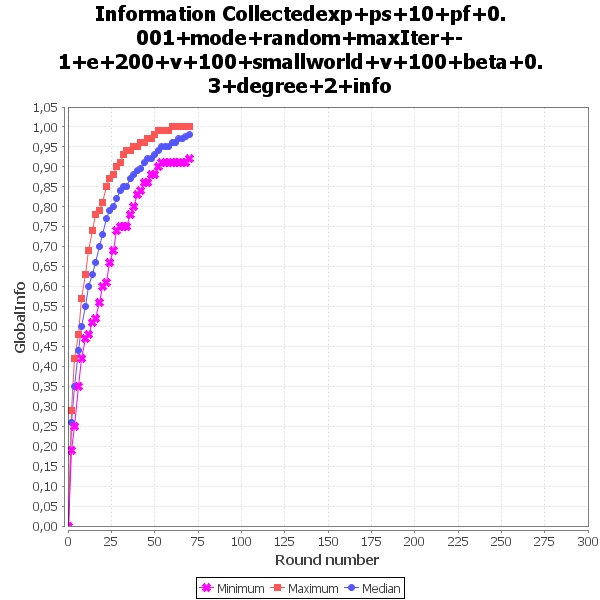 Information Collectedexp+ps+10+pf+0.
001+mode+random+maxIter+-
1+e+200+v+100+smallworld+v+100+beta+0.
3+degree+2+info
1,05
1,00
0,95
0,90
0,85
0,80
0,75
0,70
0,65
0,60
0,55
0,50
0,45
0,40
0,35
0,30
0,25
0,20
0,15
0,10
0,05
0,00
GlobalInfo
0 25 50 75 100 125 150 175 200 225 250 275 300
Round number
Minimum Maximum Median